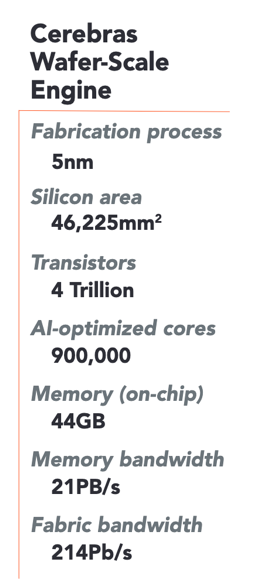 Cerebras
Wafer-Scale
Engine
Fabrication process
5nm
Silicon area
46,225mm²
Transistors
4 Trillion
AI-optimized cores
900,000
Memory (on-chip)
44GB
Memory bandwidth
21PB/s
Fabric bandwidth
214Pb/s